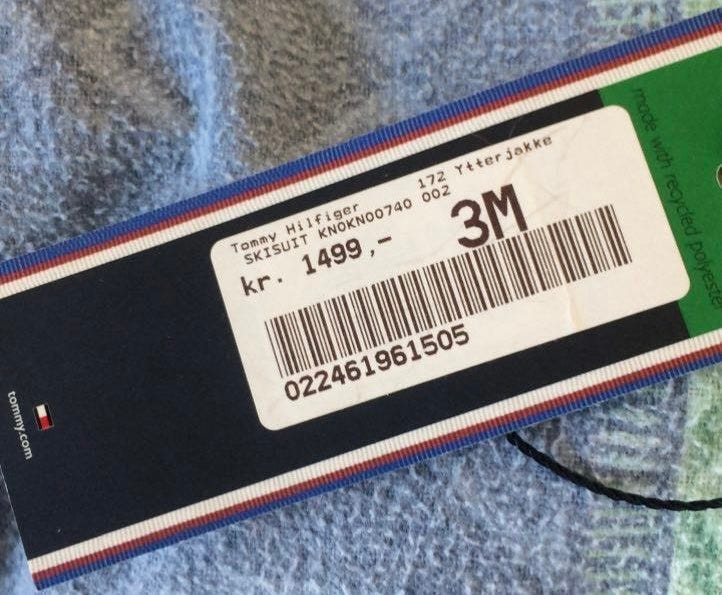 made with recycled polyester
Tommy Hilfiger 172 Ytterjakke
SKISUIT KN0KN00740 002
kr. 1499,- 3M
022461961505
tommy.com